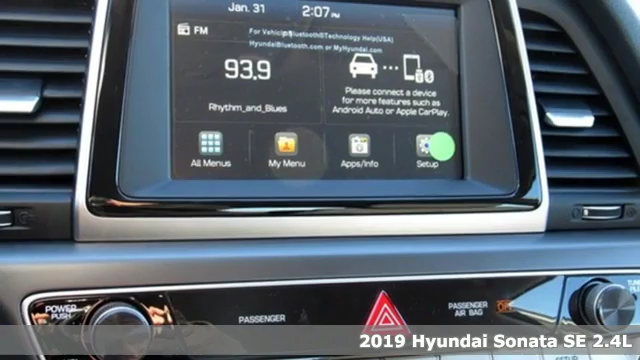 Jan. 31 2:07 PM
FM
For Vehicle Bluetooth® Technology Help(USA)
HyundaiBluetooth.com or MyHyundai.com
93.9
Rhythm_and_Blues
Please connect a device
for more features such as
Android Auto or Apple CarPlay.
All Menus My Menu Apps/Info Setup
POWER
PUSH
PASSENGER
PASSENGER
AIR BAG
2019 Hyundai Sonata SE 2.4L